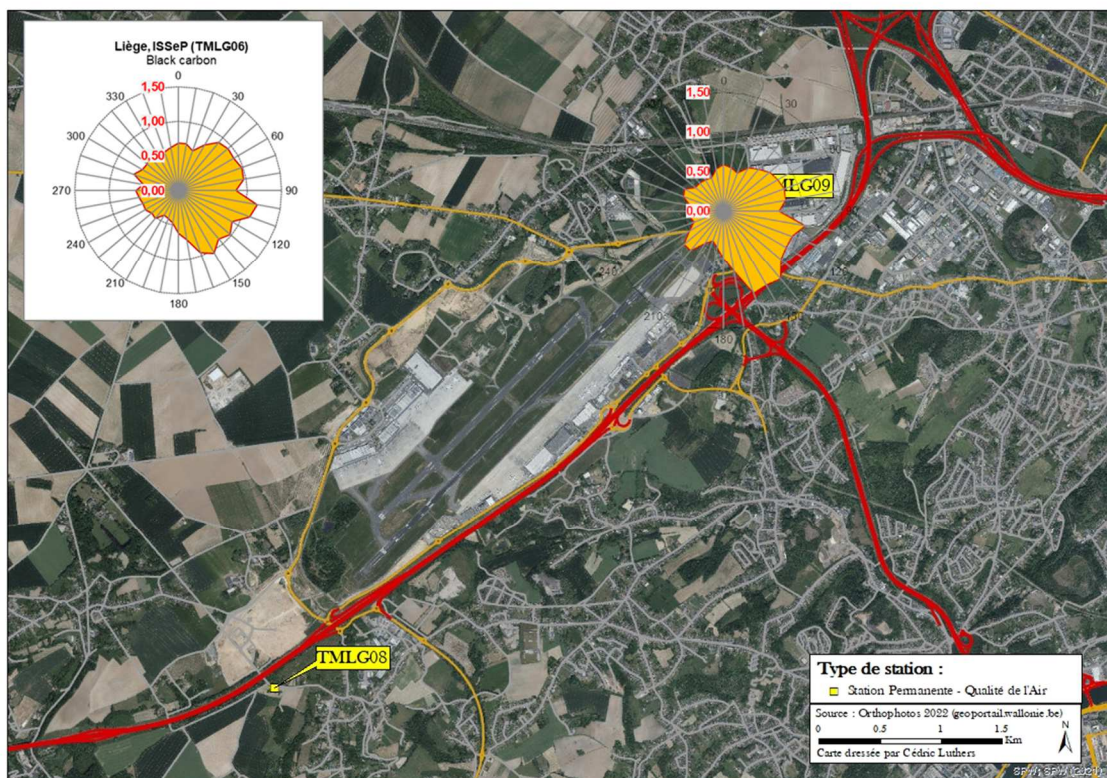 Liège, ISSeP (TMLG06)
Black carbon
0
30
60
90
120
150
180
210
240
270
300
330
1,50
1,00
0,50
0,00
1,50
1,00
0,50
0,00
30
MLG09
120
150
180
210
240
TMLG08
Type de station :
Station Permanente - Qualité de l'Air
Source : Orthophotos 2022 (geoportail.wallonie.be)
0 0.5 1 1.5
Km
N
Carte dressée par Cédric Luthers